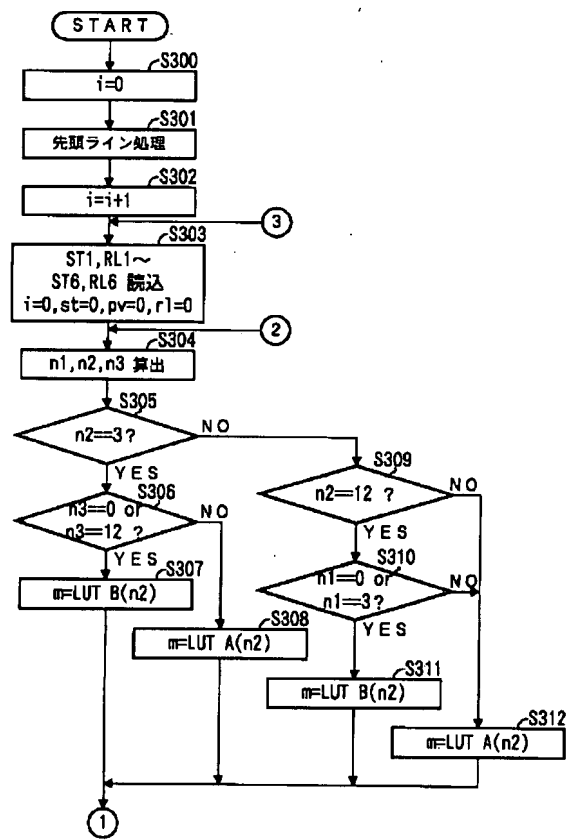 START
S300
i=0
S301
先頭ライン処理
S302
i=i+1
3
S303
ST1,RL1～
ST6,RL6 読込
i=0,st=0,pv=0,rl=0
2
S304
n1,n2,n3 算出
S305
n2==3?
NO
YES
S309
n2==12 ?
NO
YES
S306
n3==0 or
n3==12 ?
NO
YES
S310
n1==0 or
n1==3?
NO
YES
S307
m=LUT B(n2)
S308
m=LUT A(n2)
S311
m=LUT B(n2)
S312
m=LUT A(n2)
1